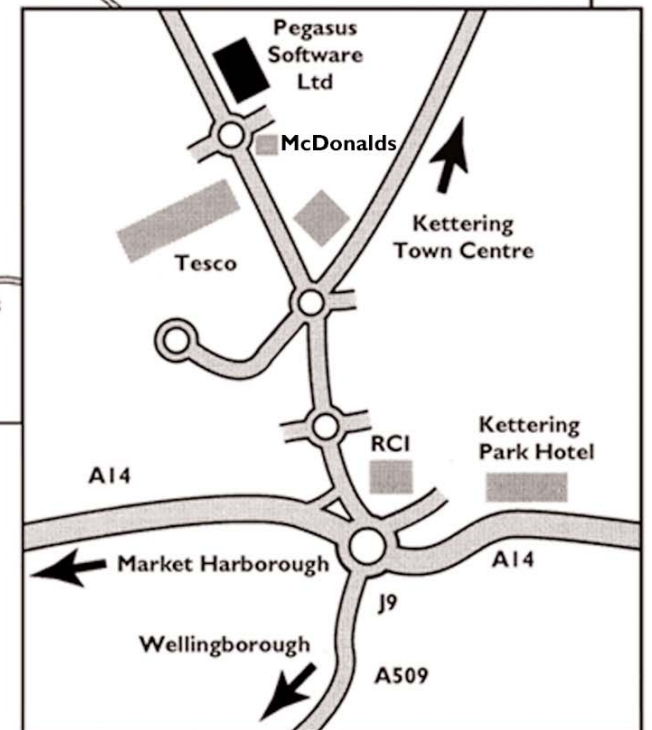 Pegasus
Software
Ltd
McDonalds
Kettering
Town Centre
Tesco
Kettering
Park Hotel
RCI
A14
Market Harborough
A14
J9
Wellingborough
A509